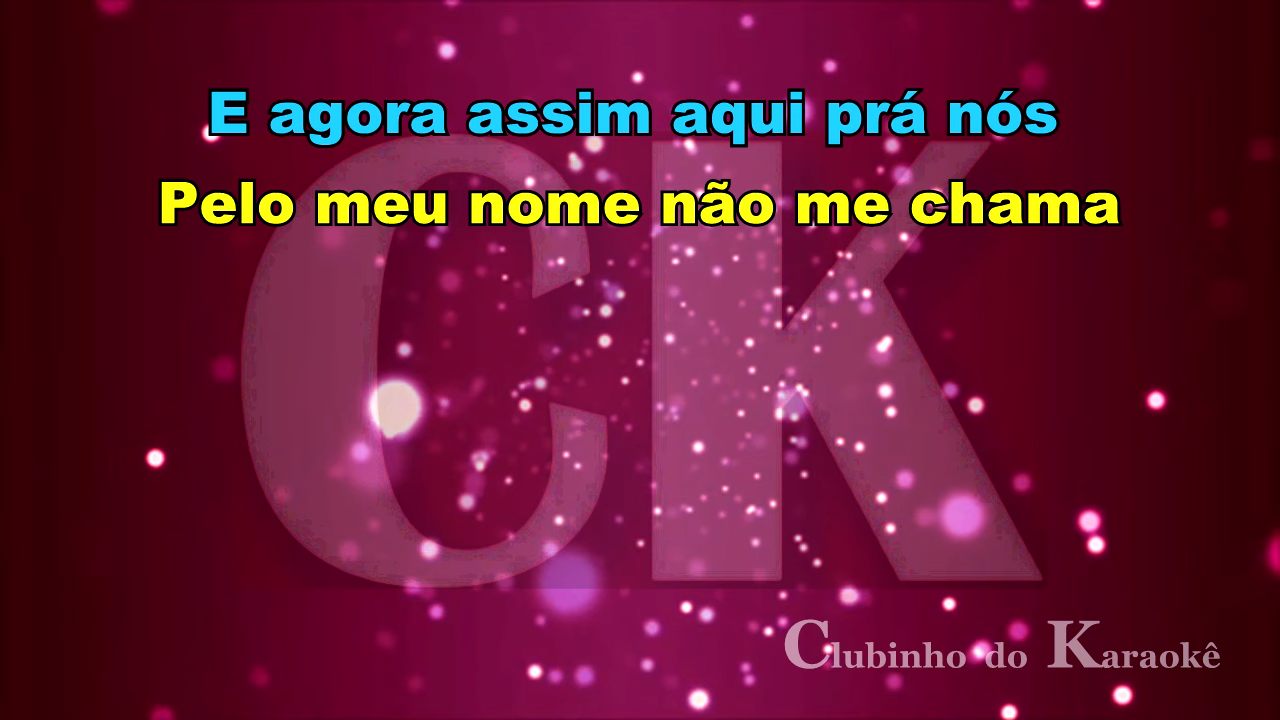 E agora assim aqui prá nós
Pelo meu nome não me chama
CK
Clubinho do Karaokê